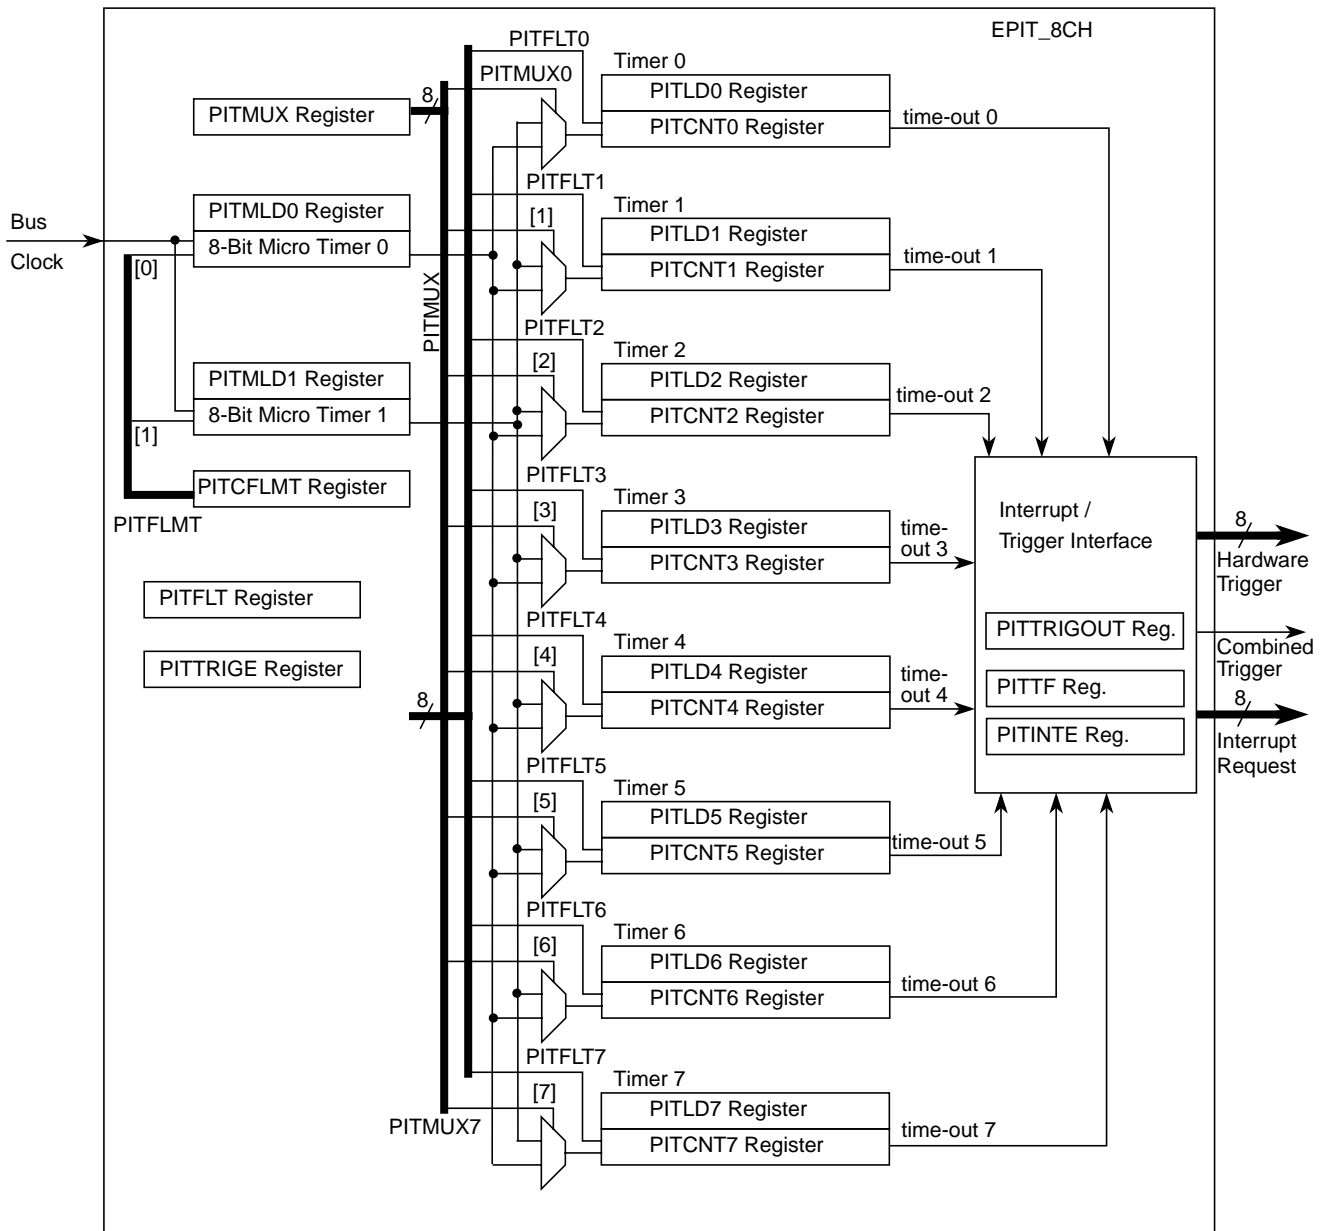 EPIT_8CH
PITFLT0
PITMUX0
Timer 0
PITLD0 Register
PITCNT0 Register
time-out 0
8
PITMUX Register
PITFLT1
[1]
Timer 1
PITLD1 Register
PITCNT1 Register
time-out 1
Bus
Clock
PITMLD0 Register
8-Bit Micro Timer 0
[0]
PITMUX
PITFLT2
[2]
Timer 2
PITLD2 Register
PITCNT2 Register
time-out 2
PITMLD1 Register
8-Bit Micro Timer 1
[1]
PITCFLMT Register
PITFLMT
PITFLT3
[3]
Timer 3
PITLD3 Register
PITCNT3 Register
time-
out 3
Interrupt /
Trigger Interface
8
Hardware
Trigger
PITFLT Register
PITTRIGE Register
PITFLT4
[4]
Timer 4
PITLD4 Register
PITCNT4 Register
time-
out 4
PITTRIGOUT Reg.
Combined
Trigger
PITTF Reg.
PITINTE Reg.
8
Interrupt
Request
8
PITFLT5
[5]
Timer 5
PITLD5 Register
PITCNT5 Register
time-out 5
PITFLT6
[6]
Timer 6
PITLD6 Register
PITCNT6 Register
time-out 6
PITFLT7
[7]
PITMUX7
Timer 7
PITLD7 Register
PITCNT7 Register
time-out 7